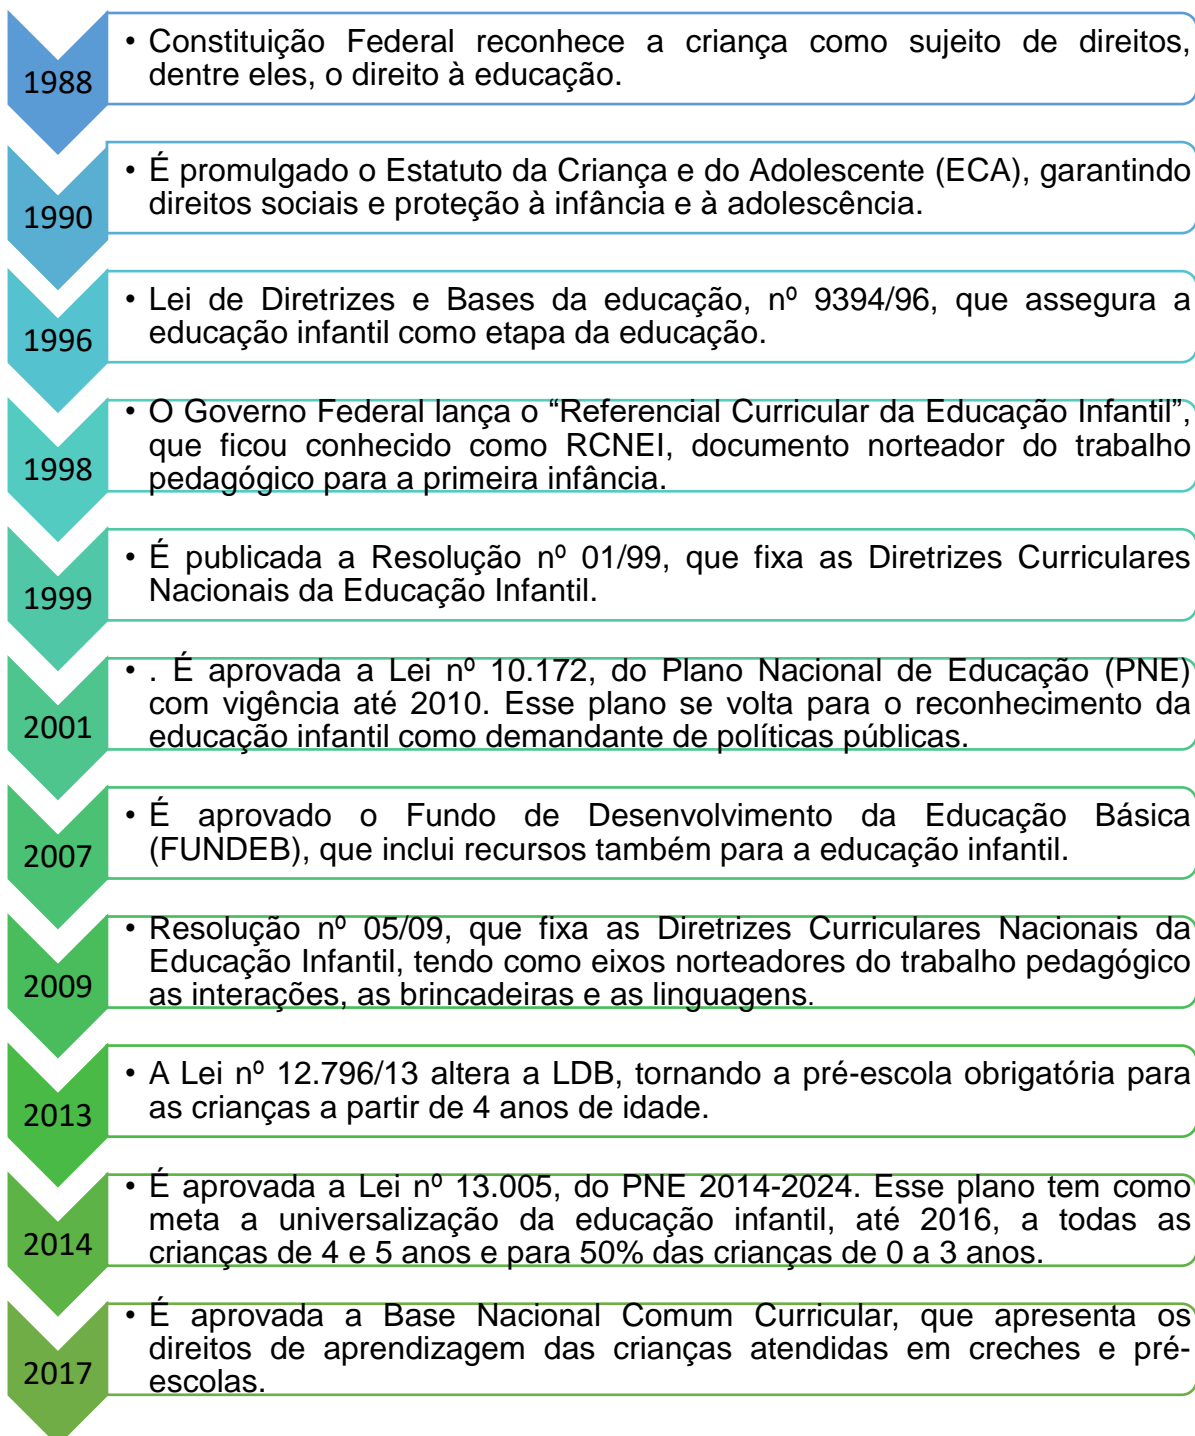 1988
• Constituição Federal reconhece a criança como sujeito de direitos,
dentre eles, o direito à educação.
1990
• É promulgado o Estatuto da Criança e do Adolescente (ECA), garantindo
direitos sociais e proteção à infância e à adolescência.
1996
• Lei de Diretrizes e Bases da educação, nº 9394/96, que assegura a
educação infantil como etapa da educação.
1998
• O Governo Federal lança o “Referencial Curricular da Educação Infantil”,
que ficou conhecido como RCNEI, documento norteador do trabalho
pedagógico para a primeira infância.
1999
• É publicada a Resolução nº 01/99, que fixa as Diretrizes Curriculares
Nacionais da Educação Infantil.
2001
• . É aprovada a Lei nº 10.172, do Plano Nacional de Educação (PNE)
com vigência até 2010. Esse plano se volta para o reconhecimento da
educação infantil como demandante de políticas públicas.
2007
• É aprovado o Fundo de Desenvolvimento da Educação Básica
(FUNDEB), que inclui recursos também para a educação infantil.
2009
• Resolução nº 05/09, que fixa as Diretrizes Curriculares Nacionais da
Educação Infantil, tendo como eixos norteadores do trabalho pedagógico
as interações, as brincadeiras e as linguagens.
2013
• A Lei nº 12.796/13 altera a LDB, tornando a pré-escola obrigatória para
as crianças a partir de 4 anos de idade.
2014
• É aprovada a Lei nº 13.005, do PNE 2014-2024. Esse plano tem como
meta a universalização da educação infantil, até 2016, a todas as
crianças de 4 e 5 anos e para 50% das crianças de 0 a 3 anos.
2017
• É aprovada a Base Nacional Comum Curricular, que apresenta os
direitos de aprendizagem das crianças atendidas em creches e pré-
escolas.